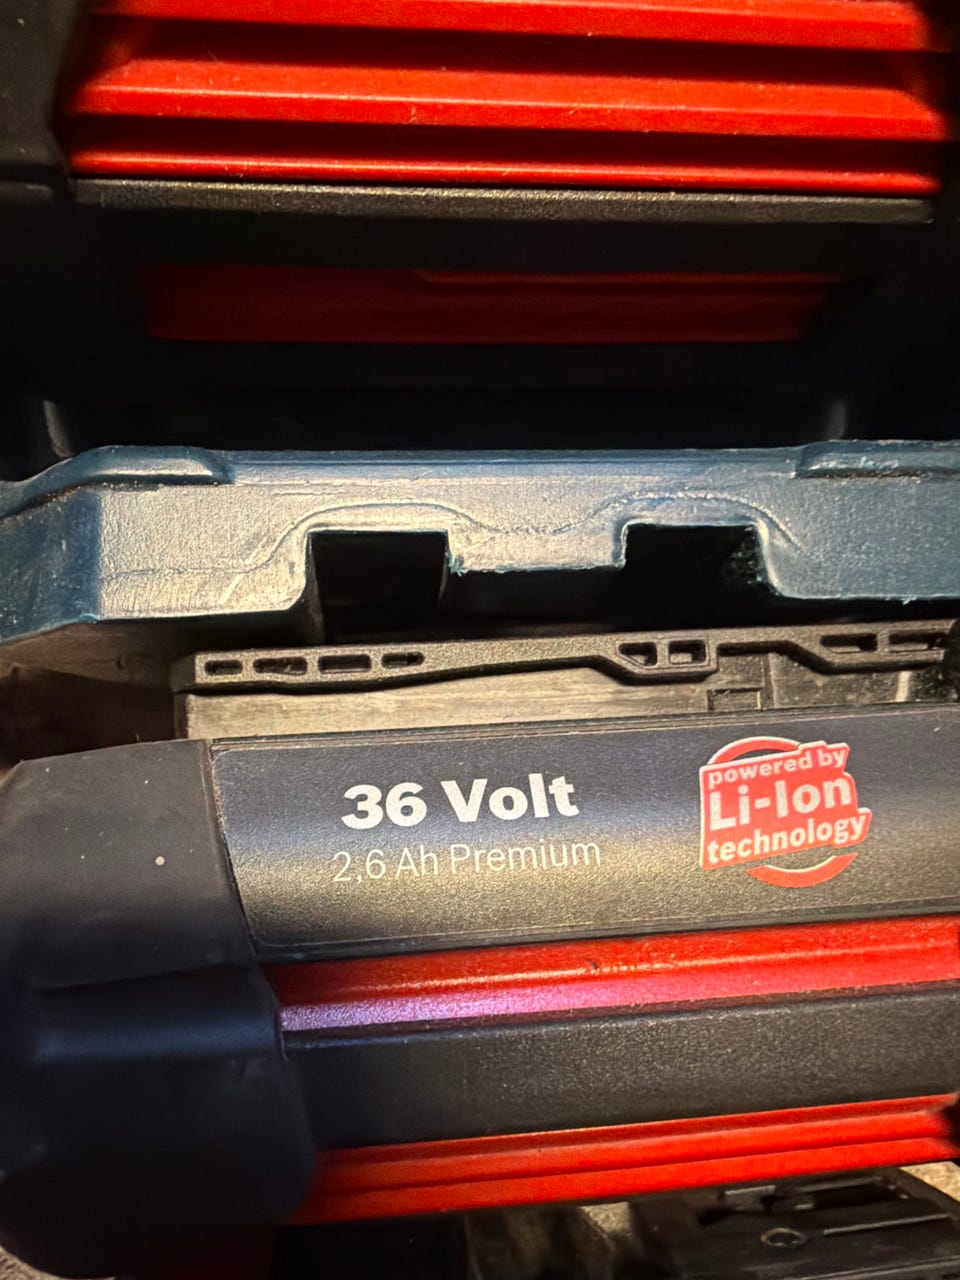 36 Volt
2,6 Ah Premium
powered by
Li-Ion
technology